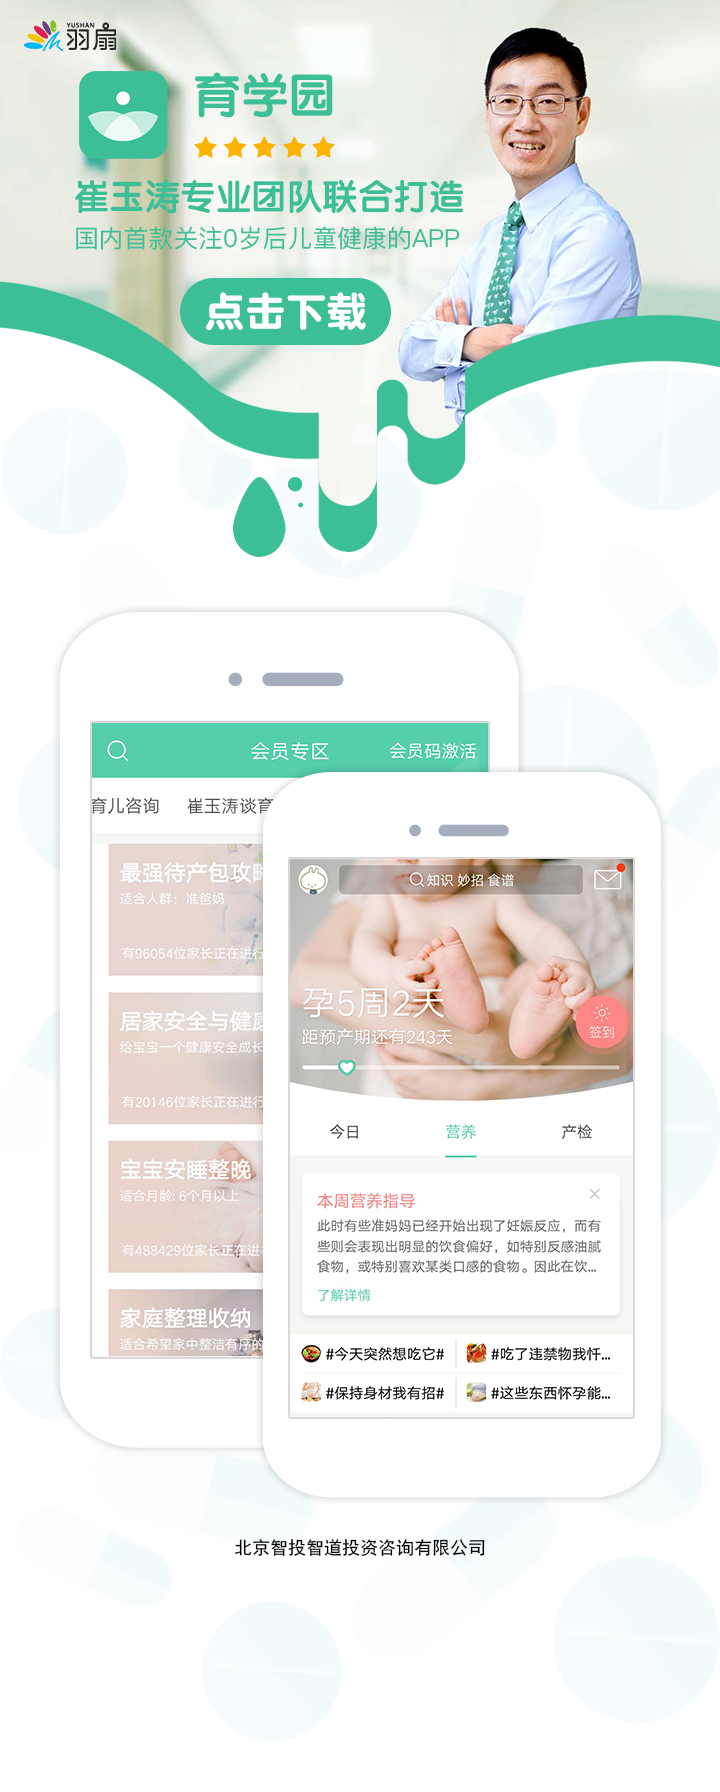 YUSHAN
羽扇
育学园
崔玉涛专业团队联合打造
国内首款关注0岁后儿童健康的APP
点击下载
会员专区 会员码激活
育儿咨询 崔玉涛谈育
最强待产包攻略
适合人群：准爸妈
有96054位家长正在进行
居家安全与健康
给宝宝一个健康安全成长
有20146位家长正在进行
宝宝安睡整晚
适合月龄: 6个月以上
有488429位家长正在进
家庭整理收纳
适合希望家中整洁有序的
知识 妙招 食谱
孕5周2天
距预产期还有243天
签到
今日 营养 产检
本周营养指导
此时有些准妈妈已经开始出现了妊娠反应，而有
些则会表现出明显的饮食偏好，如特别反感油腻
食物，或特别喜欢某类口感的食物。因此在饮...
了解详情
#今天突然想吃它# #吃了违禁物我忏...
#保持身材我有招# #这些东西怀孕能...
北京智投智道投资咨询有限公司